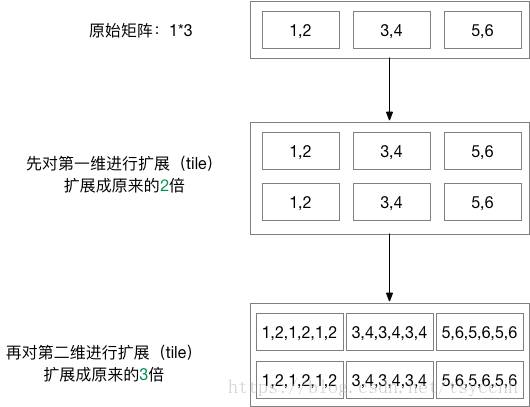 原始矩阵：1*3
1,2 3,4 5,6
先对第一维进行扩展（tile）
扩展成原来的2倍
1,2 3,4 5,6
1,2 3,4 5,6
再对第二维进行扩展（tile）
扩展成原来的3倍
1,2,1,2,1,2 3,4,3,4,3,4 5,6,5,6,5,6
1,2,1,2,1,2 3,4,3,4,3,4 5,6,5,6,5,6